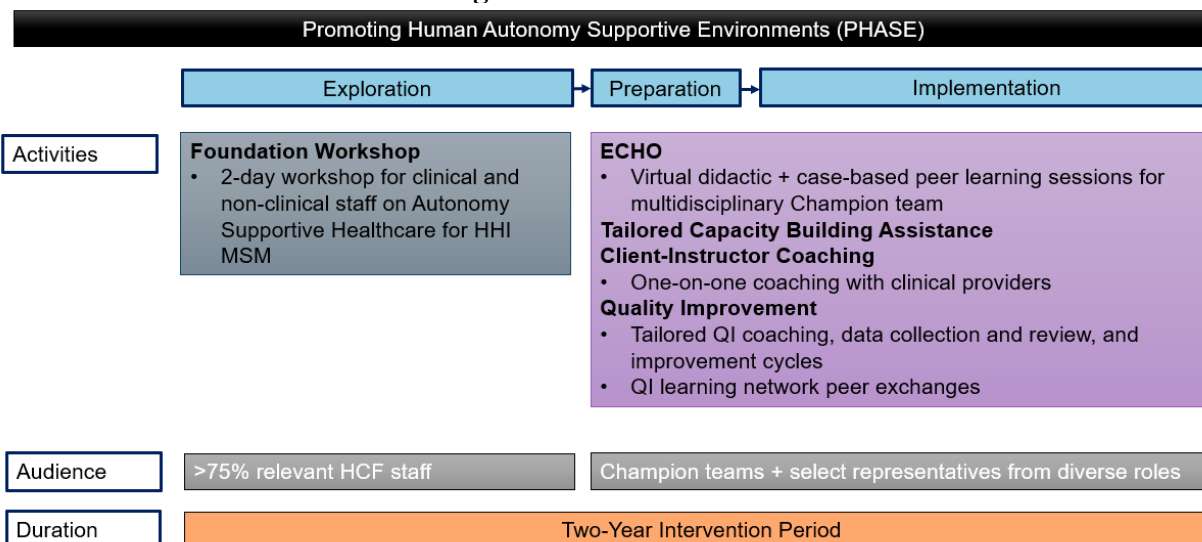 Promoting Human Autonomy Supportive Environments (PHASE)
Exploration
Preparation
Implementation
Activities
Foundation Workshop
• 2-day workshop for clinical and
non-clinical staff on Autonomy
Supportive Healthcare for HHI
MSM
ECHO
• Virtual didactic + case-based peer learning sessions for
multidisciplinary Champion team
Tailored Capacity Building Assistance
Client-Instructor Coaching
• One-on-one coaching with clinical providers
Quality Improvement
• Tailored QI coaching, data collection and review, and
improvement cycles
• QI learning network peer exchanges
Audience
>75% relevant HCF staff
Champion teams + select representatives from diverse roles
Duration
Two-Year Intervention Period